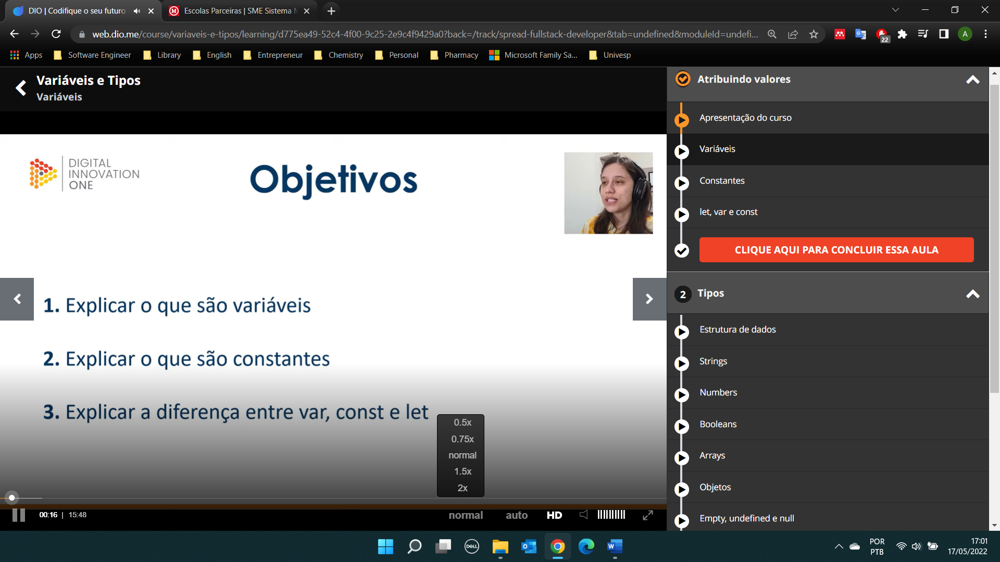 DIO | Codifique o seu futuro
Escolas Parceiras | SME Sistema
web.dio.me/course/variaveis-e-tipos/learning/d775ea49-52c4-4f00-9c25-2e9c4f9429a0?back=/track/spread-fullstack-developer&tab=undefined&moduleId=undefi...
22
A
Apps
Software Engineer
Library
English
Entrepreneur
Chemistry
Personal
Pharmacy
Microsoft Family Sa...
Univesp
Variáveis e Tipos
Variáveis
DIGITAL
INNOVATION
ONE
Objetivos
1. Explicar o que são variáveis
2. Explicar o que são constantes
3. Explicar a diferença entre var, const e let
0.5x
0.75x
normal
1.5x
2x
00:16 | 15:48
normal
auto
HD
Atribuindo valores
Apresentação do curso
Variáveis
Constantes
let, var e const
CLIQUE AQUI PARA CONCLUIR ESSA AULA
2 Tipos
Estrutura de dados
Strings
Numbers
Booleans
Arrays
Objetos
Empty, undefined e null
DELL
POR
PTB
17:01
17/05/2022